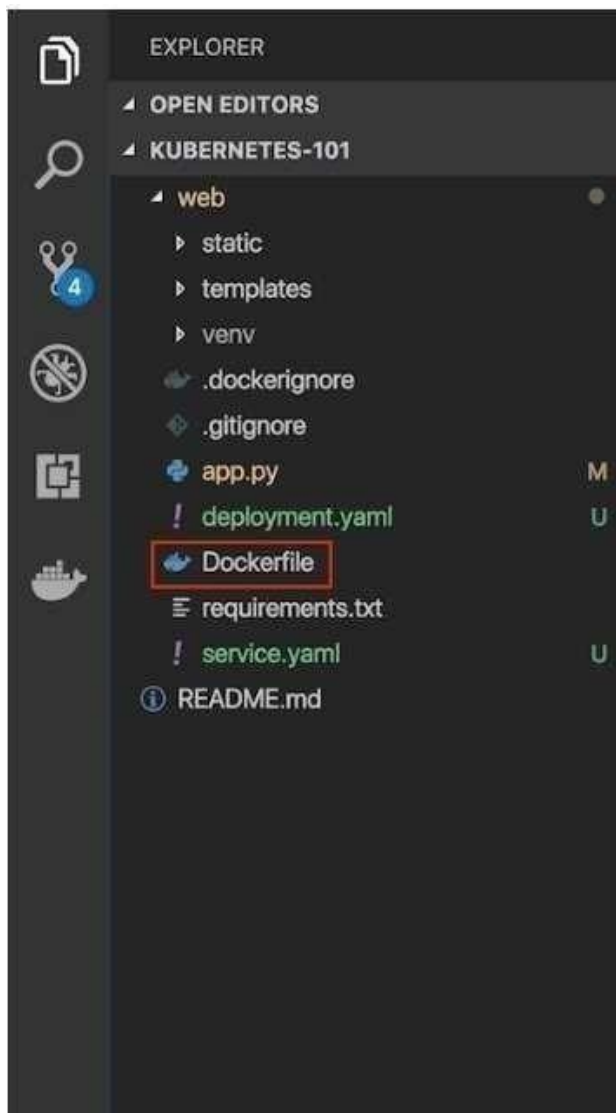 EXPLORER
OPEN EDITORS
KUBERNETES-101
web
static
templates
4
venv
.dockerignore
.gitignore
app.py M
deployment.yaml U
Dockerfile
requirements.txt
service.yaml U
README.md